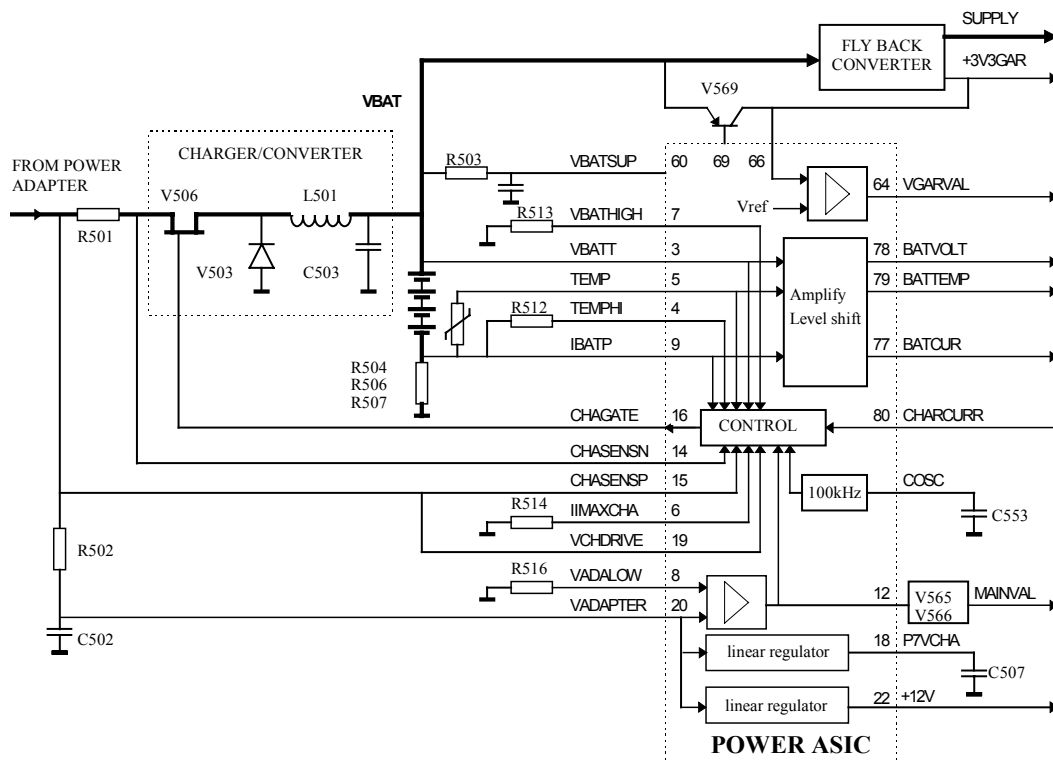 SUPPLY
FLY BACK
CONVERTER
+3V3GAR
V569
VBAT
CHARGER/CONVERTER
FROM POWER
ADAPTER
R501
V506
L501
V503
C503
R503
VBATSUP 60 69 66
Vref
64 VGARVAL
R513
VBATHIGH 7
VBATT 3
78 BATVOLT
TEMP 5
79 BATTEMP
Amplify
Level shift
R512
TEMPHI 4
IBATP 9
77 BATCUR
R504
R506
R507
CHAGATE 16
CONTROL
80 CHARCURR
CHASENSN 14
CHASENSP 15
100kHz
COSC
C553
R514
IIMAXCHA 6
VCHDRIVE 19
R502
R516
VADALOW 8
VADAPTER 20
12
V565
V566
MAINVAL
C502
linear regulator
18 P7VCHA
C507
linear regulator
22 +12V
POWER ASIC